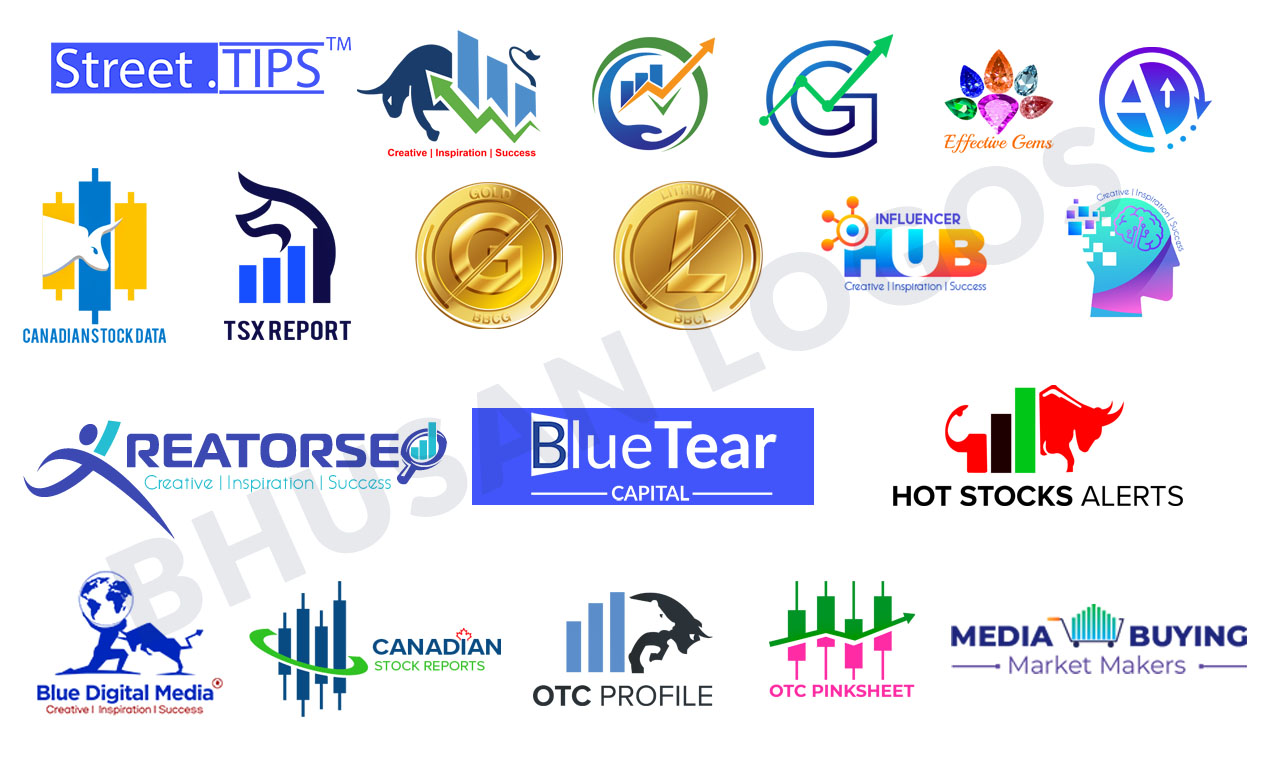 Street .TIPS™
Creative | Inspiration | Success
G
Effective Gems
A
CANADIAN STOCK DATA
TSX REPORT
GOLD
G
BBCG
LITHIUM
L
BBCL
INFLUENCER
HUB
Creative | Inspiration | Success
Creative | Inspiration | Success
XREATORSEO
Creative | Inspiration | Success
BlueTear
CAPITAL
HOT STOCKS ALERTS
BHUSAN LOGOS
Blue Digital Media
Creative I Inspiration I Success
CANADIAN
STOCK REPORTS
OTC PROFILE
OTC PINKSHEET
MEDIA BUYING
Market Makers